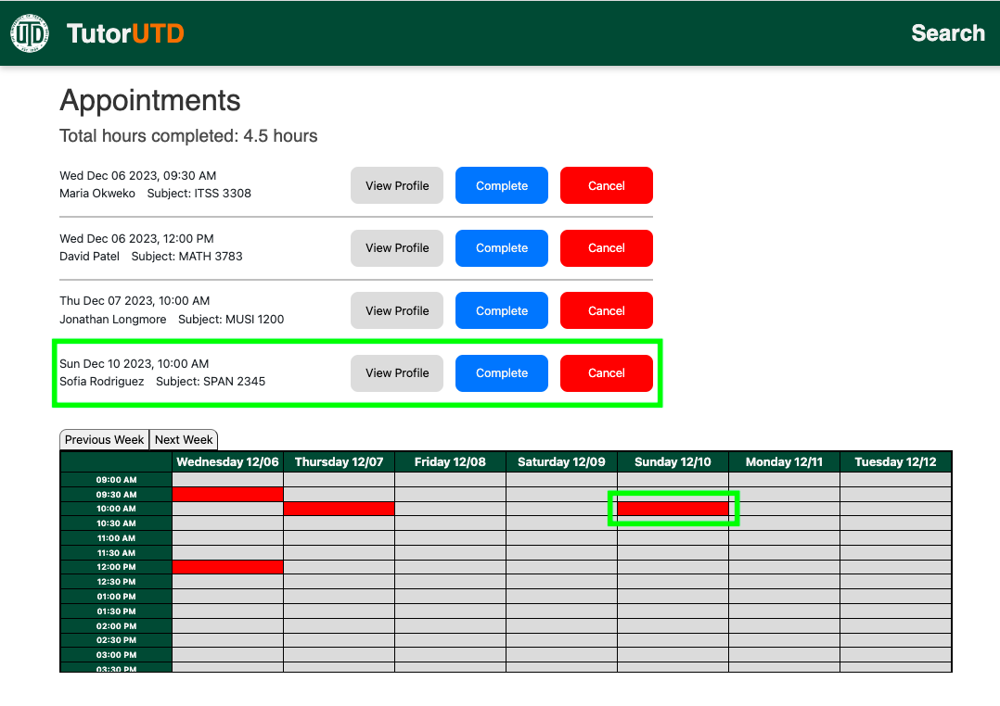 UTD
TutorUTD
Search
Appointments
Total hours completed: 4.5 hours
Wed Dec 06 2023, 09:30 AM
Maria Okweko Subject: ITSS 3308
View Profile Complete Cancel
Wed Dec 06 2023, 12:00 PM
David Patel Subject: MATH 3783
View Profile Complete Cancel
Thu Dec 07 2023, 10:00 AM
Jonathan Longmore Subject: MUSI 1200
View Profile Complete Cancel
Sun Dec 10 2023, 10:00 AM
Sofia Rodriguez Subject: SPAN 2345
View Profile Complete Cancel
Previous Week Next Week
Wednesday 12/06 Thursday 12/07 Friday 12/08 Saturday 12/09 Sunday 12/10 Monday 12/11 Tuesday 12/12
09:00 AM
09:30 AM
10:00 AM
10:30 AM
11:00 AM
11:30 AM
12:00 PM
12:30 PM
01:00 PM
01:30 PM
02:00 PM
02:30 PM
03:00 PM
03:30 PM